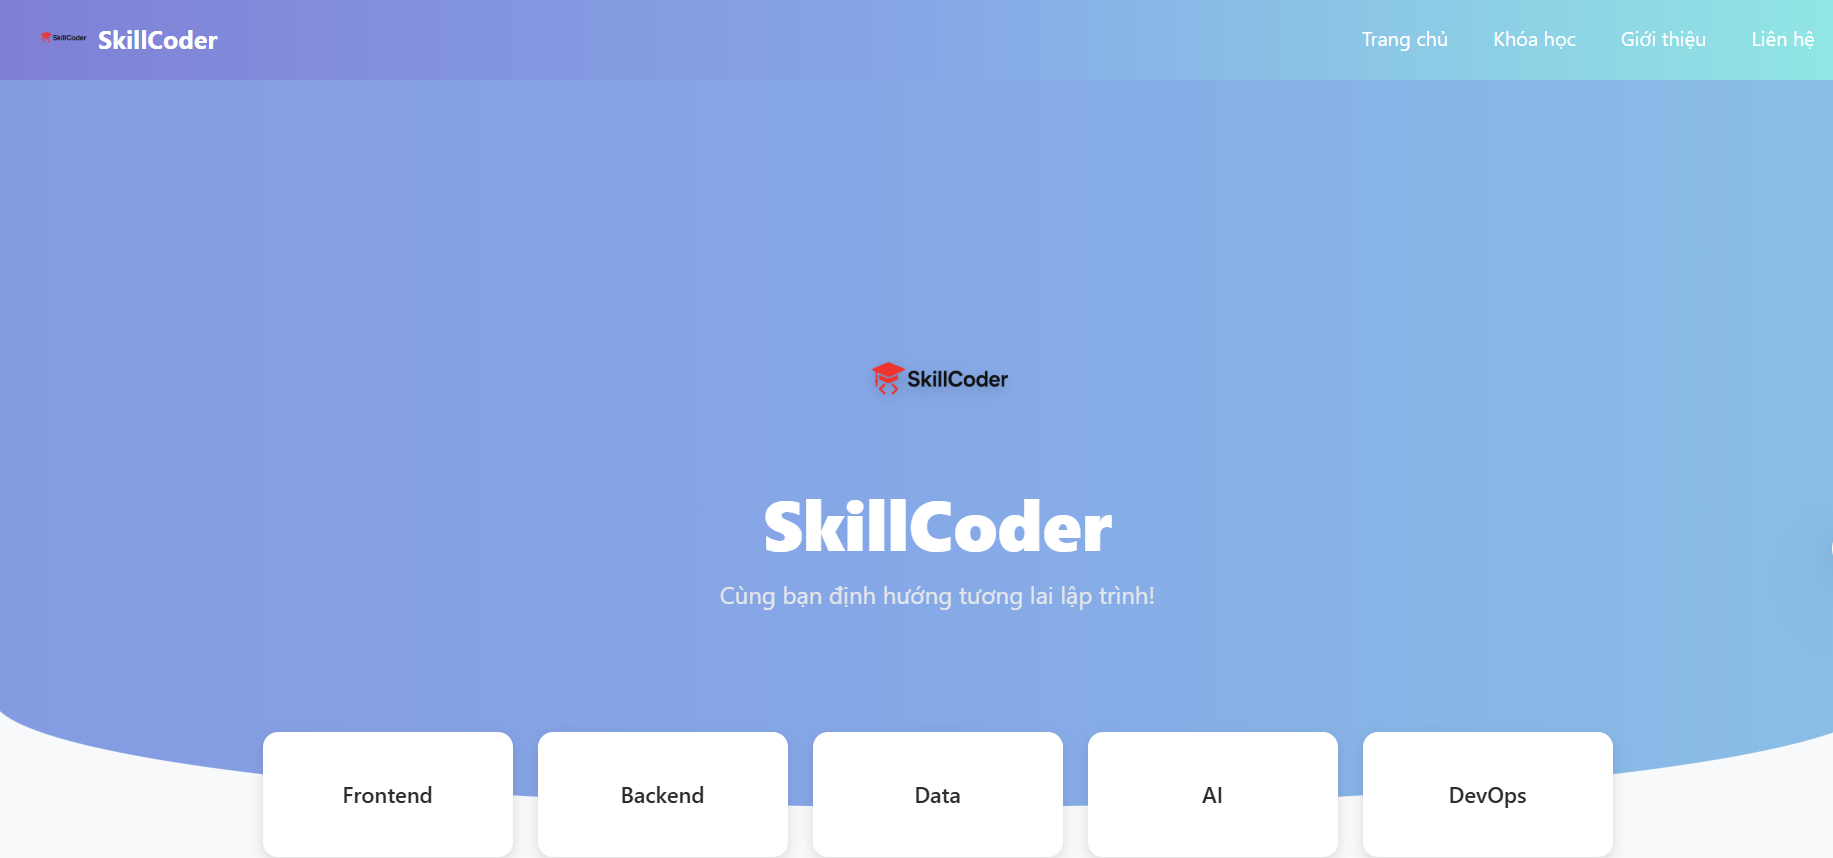 SkillCoder SkillCoder
Trang chủ Khóa học Giới thiệu Liên hệ
SkillCoder
SkillCoder
Cùng bạn định hướng tương lai lập trình!
Frontend Backend Data AI DevOps